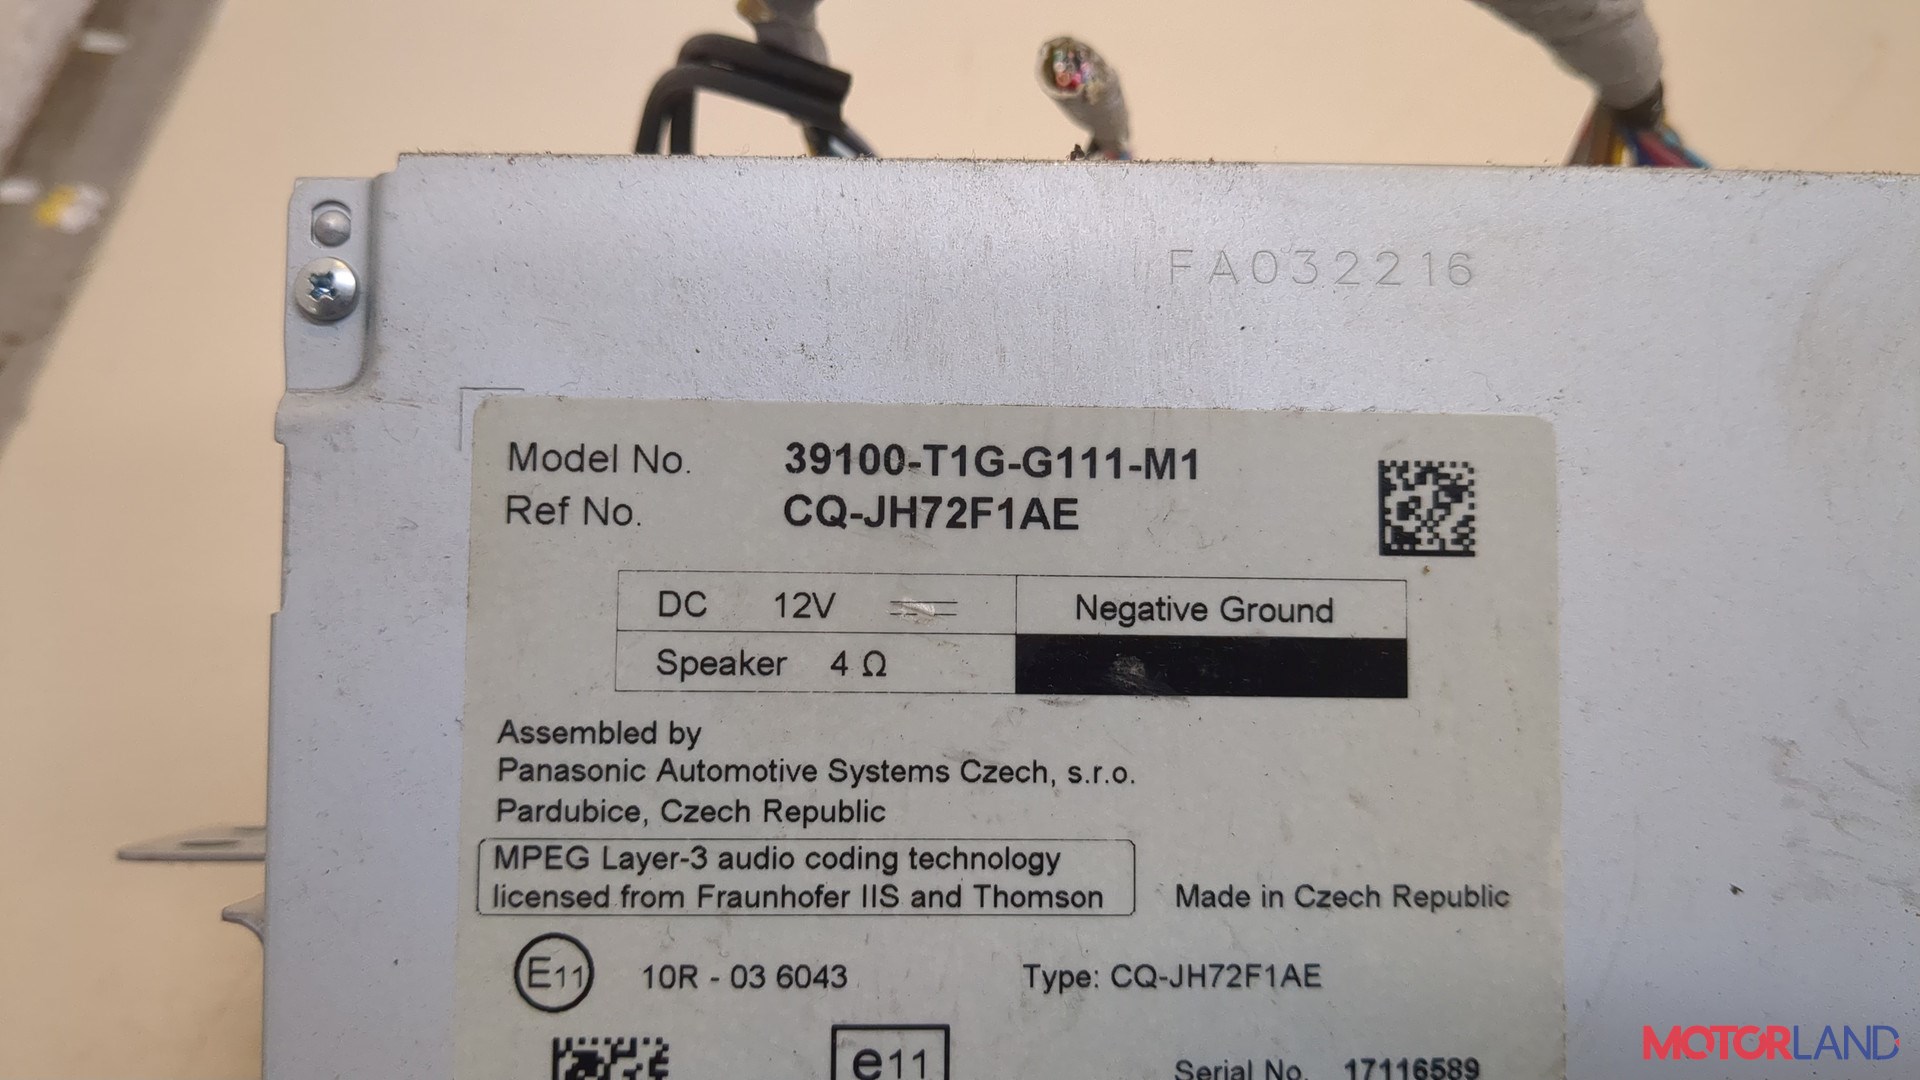 FA032216
Model No. 39100-T1G-G111-M1
Ref No. CQ-JH72F1AE
DC 12V Negative Ground
Speaker 4 Ω
Assembled by
Panasonic Automotive Systems Czech, s.r.o.
Pardubice, Czech Republic
MPEG Layer-3 audio coding technology
licensed from Fraunhofer IIS and Thomson
Made in Czech Republic
E11 10R - 03 6043 Type: CQ-JH72F1AE
e11 Serial No. 17116589
MOTORLAND